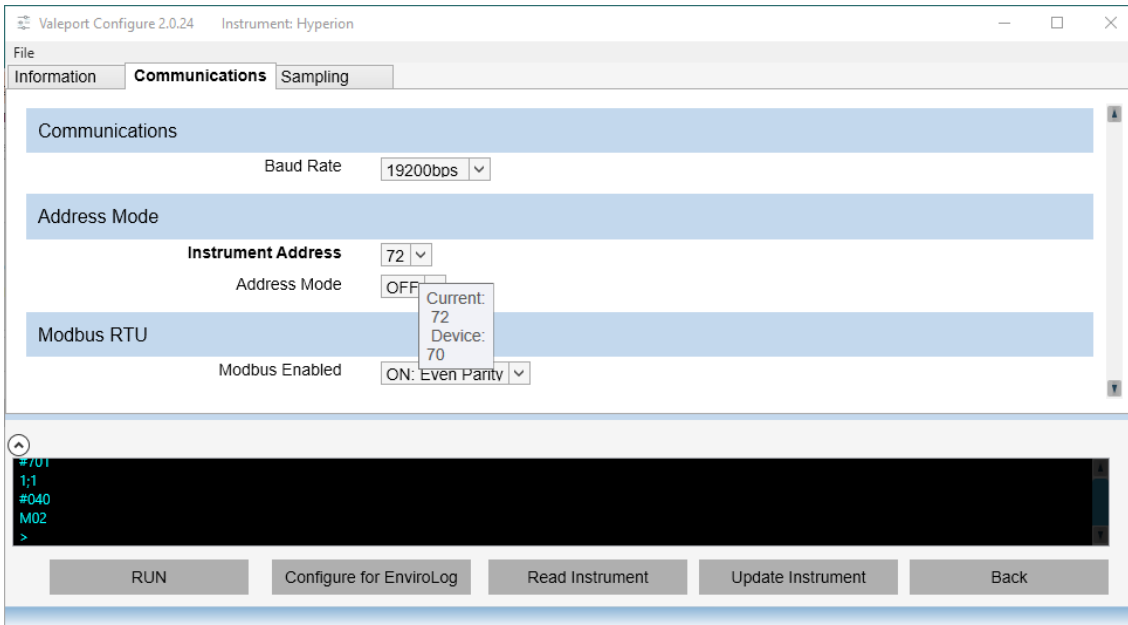 Valeport Configure 2.0.24 Instrument: Hyperion
File
Information Communications Sampling
Communications
Baud Rate 19200bps
Address Mode
Instrument Address 72
Address Mode OFF
Current:
72
Device:
70
Modbus RTU
Modbus Enabled ON: Even Parity
#701
1;1
#040
M02
>
RUN Configure for EnviroLog Read Instrument Update Instrument Back